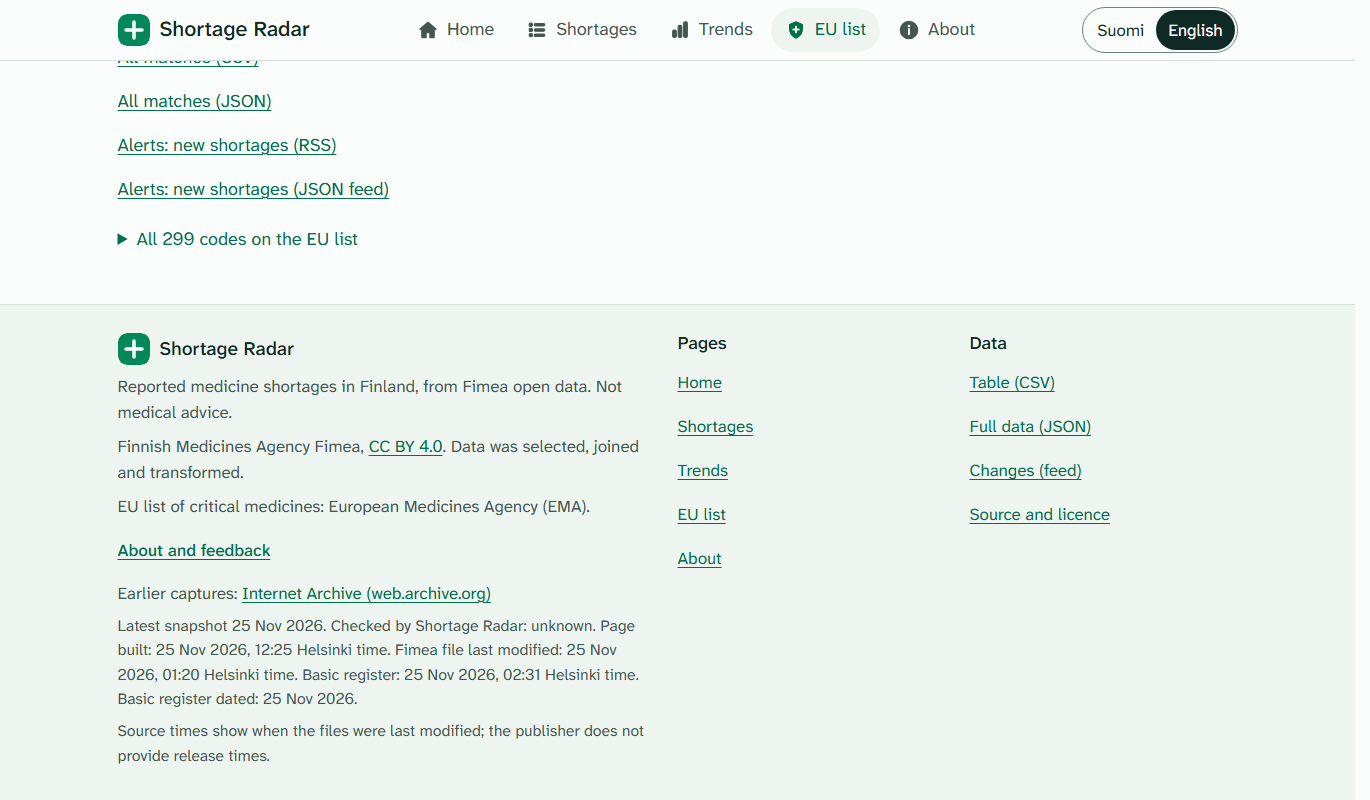 Shortage Radar
Home
Shortages
Trends
EU list
About
Suomi
English
All matches (CSV)
All matches (JSON)
Alerts: new shortages (RSS)
Alerts: new shortages (JSON feed)
All 299 codes on the EU list
Shortage Radar
Reported medicine shortages in Finland, from Fimea open data. Not
medical advice.
Finnish Medicines Agency Fimea, CC BY 4.0. Data was selected, joined
and transformed.
EU list of critical medicines: European Medicines Agency (EMA).
About and feedback
Earlier captures: Internet Archive (web.archive.org)
Latest snapshot 25 Nov 2026. Checked by Shortage Radar: unknown. Page
built: 25 Nov 2026, 12:25 Helsinki time. Fimea file last modified: 25 Nov
2026, 01:20 Helsinki time. Basic register: 25 Nov 2026, 02:31 Helsinki time.
Basic register dated: 25 Nov 2026.
Source times show when the files were last modified; the publisher does not
provide release times.
Pages
Home
Shortages
Trends
EU list
About
Data
Table (CSV)
Full data (JSON)
Changes (feed)
Source and licence